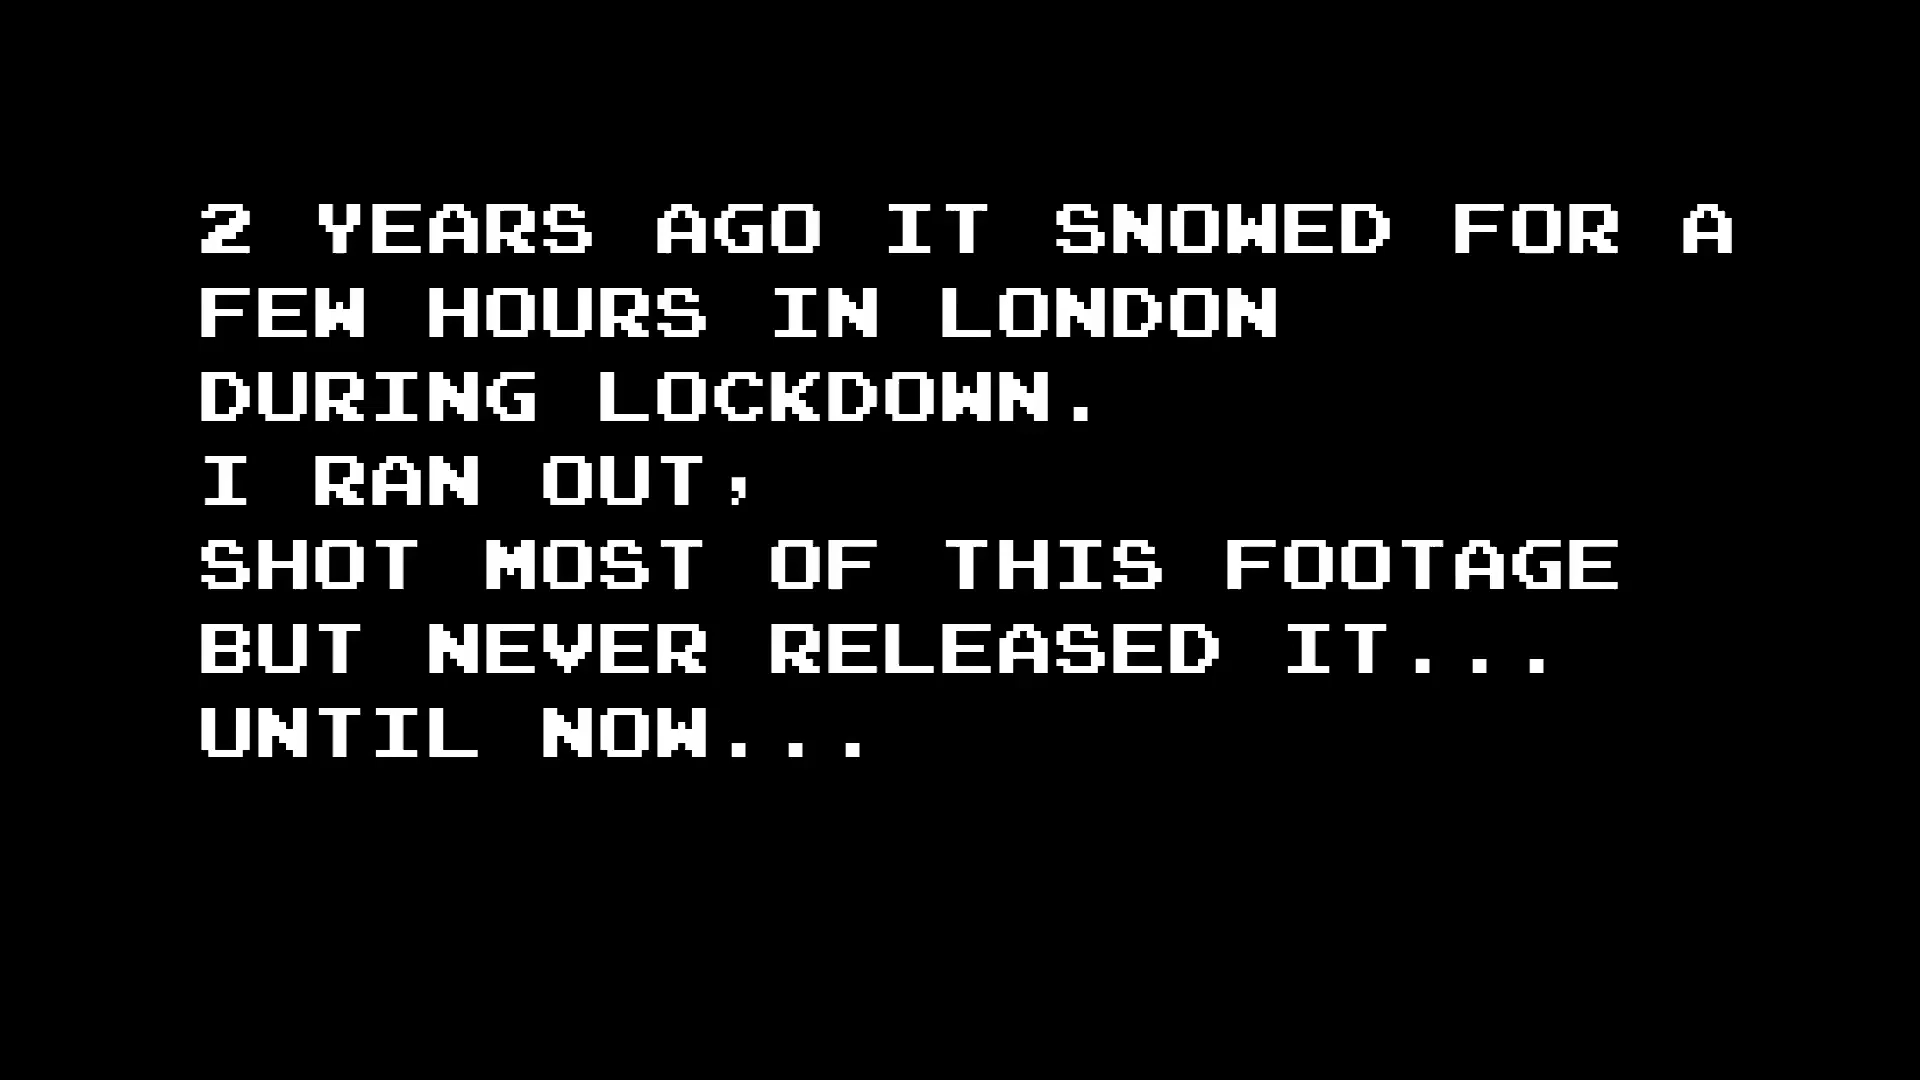 2 YEARS AGO IT SNOWED FOR A
FEW HOURS IN LONDON
DURING LOCKDOWN.
I RAN OUT,
SHOT MOST OF THIS FOOTAGE
BUT NEVER RELEASED IT...
UNTIL NOW...